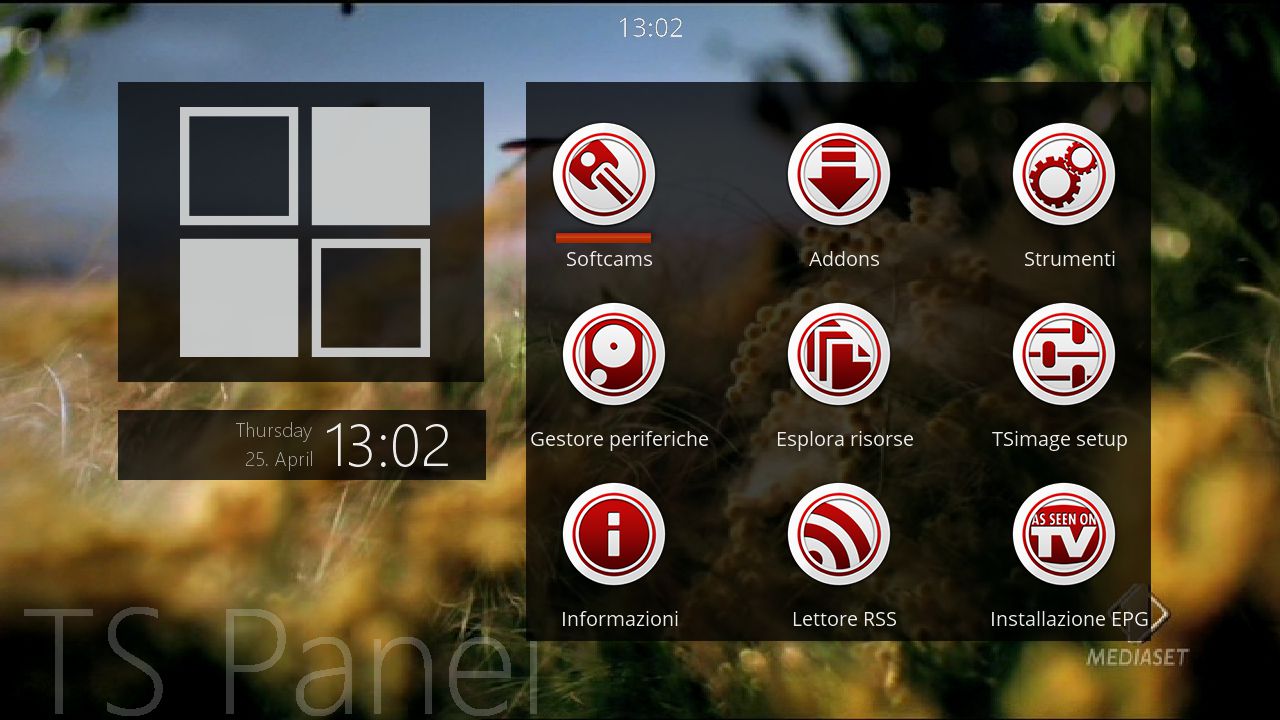 13:02
Thursday
25. April
13:02
Softcams
Addons
Strumenti
Gestore periferiche
Esplora risorse
TSimage setup
AS SEEN ON
TV
Informazioni
Lettore RSS
Installazione EPG
MEDIASET
TS Panel